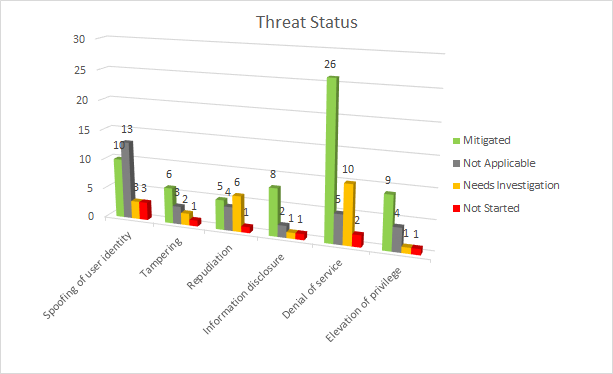 Threat Status
30
25
20
15
10
5
0
10 13 3 3
6 3 2 1
5 4 6 1
8 2 1 1
26 5 10 2
9 4 1 1
Spoofing of user identity
Tampering
Repudiation
Information disclosure
Denial of service
Elevation of privilege
Mitigated
Not Applicable
Needs Investigation
Not Started